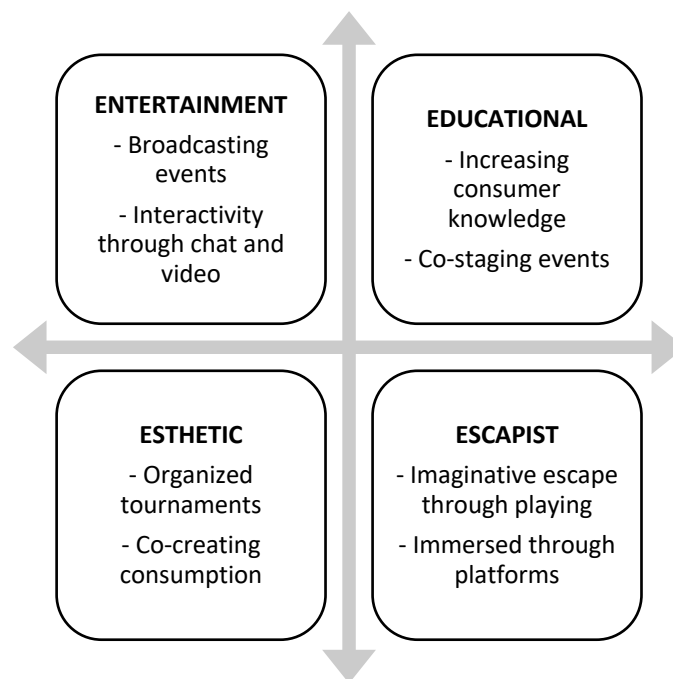 ENTERTAINMENT
- Broadcasting
events
- Interactivity
through chat and
video
EDUCATIONAL
- Increasing
consumer
knowledge
- Co-staging events
ESTHETIC
- Organized
tournaments
- Co-creating
consumption
ESCAPIST
- Imaginative escape
through playing
- Immersed through
platforms